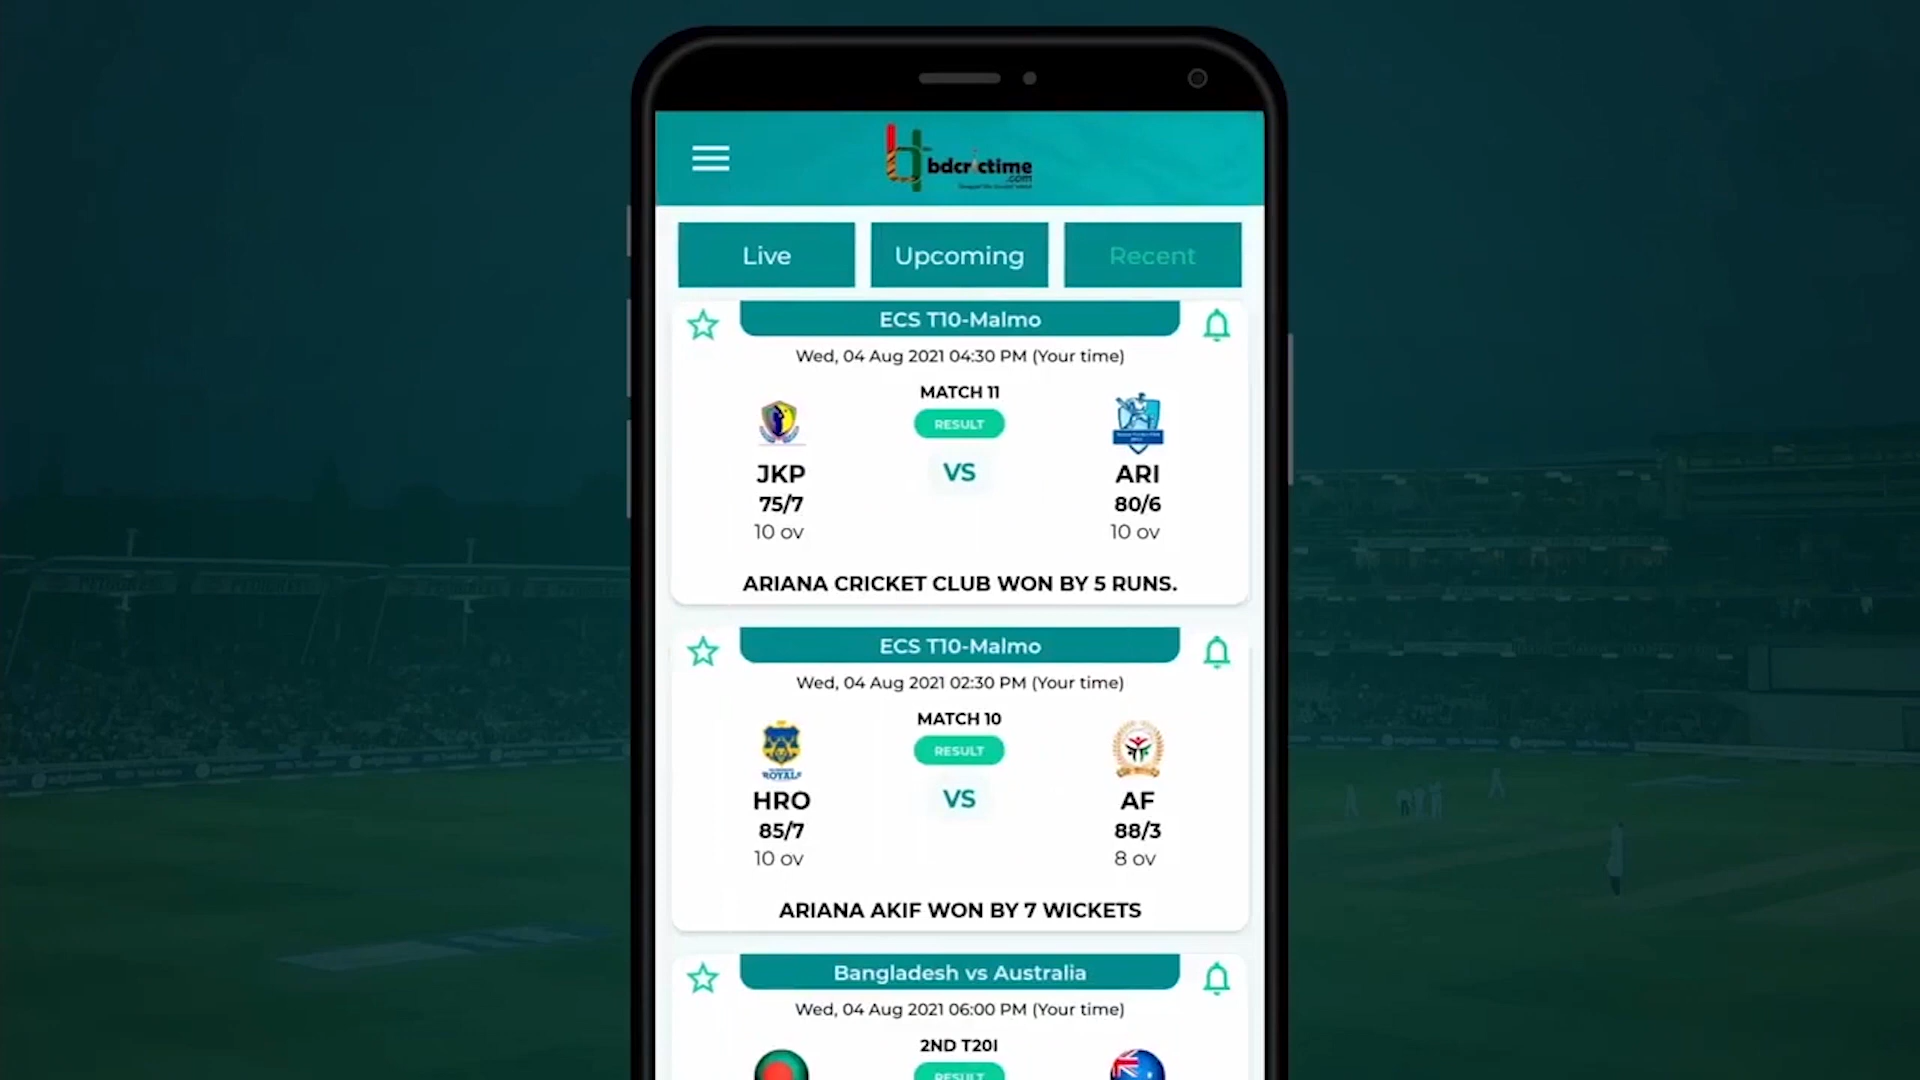 bdcrictime
.com
Live
Upcoming
Recent
ECS T10-Malmo
Wed, 04 Aug 2021 04:30 PM (Your time)
MATCH 11
RESULT
JKP
VS
ARI
75/7
80/6
10 ov
10 ov
ARIANA CRICKET CLUB WON BY 5 RUNS.
ECS T10-Malmo
Wed, 04 Aug 2021 02:30 PM (Your time)
MATCH 10
RESULT
ROYALS
HRO
VS
AF
85/7
88/3
10 ov
8 ov
ARIANA AKIF WON BY 7 WICKETS
Bangladesh vs Australia
Wed, 04 Aug 2021 06:00 PM (Your time)
2ND T20I
RESULT